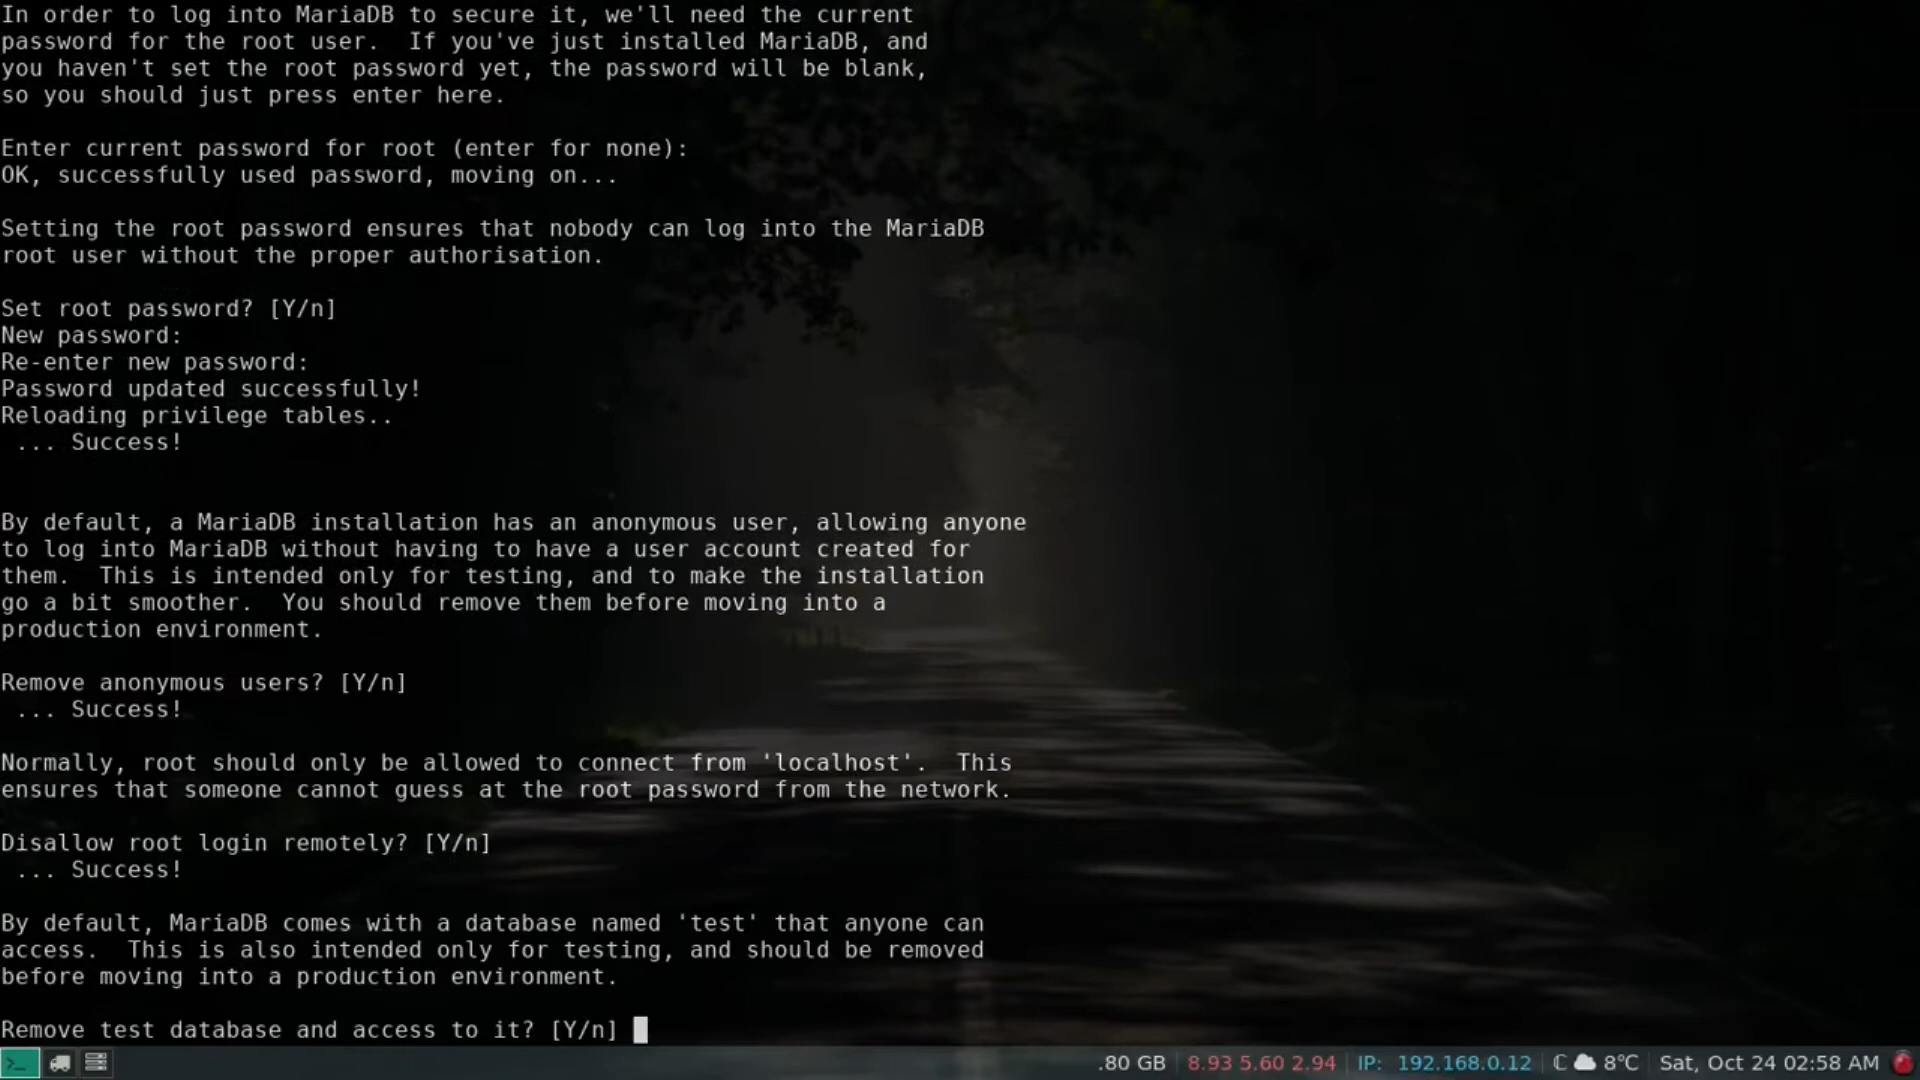 In order to log into MariaDB to secure it, we'll need the current
password for the root user.  If you've just installed MariaDB, and
you haven't set the root password yet, the password will be blank,
so you should just press enter here.
Enter current password for root (enter for none):
OK, successfully used password, moving on...
Setting the root password ensures that nobody can log into the MariaDB
root user without the proper authorisation.
Set root password? [Y/n]
New password:
Re-enter new password:
Password updated successfully!
Reloading privilege tables..
 ... Success!
By default, a MariaDB installation has an anonymous user, allowing anyone
to log into MariaDB without having to have a user account created for
them.  This is intended only for testing, and to make the installation
go a bit smoother.  You should remove them before moving into a
production environment.
Remove anonymous users? [Y/n]
 ... Success!
Normally, root should only be allowed to connect from 'localhost'.  This
ensures that someone cannot guess at the root password from the network.
Disallow root login remotely? [Y/n]
 ... Success!
By default, MariaDB comes with a database named 'test' that anyone can
access.  This is also intended only for testing, and should be removed
before moving into a production environment.
Remove test database and access to it? [Y/n]
.80 GB | 8.93 5.60 2.94 | IP: 192.168.0.12 | ℂ 8°C | Sat, Oct 24 02:58 AM